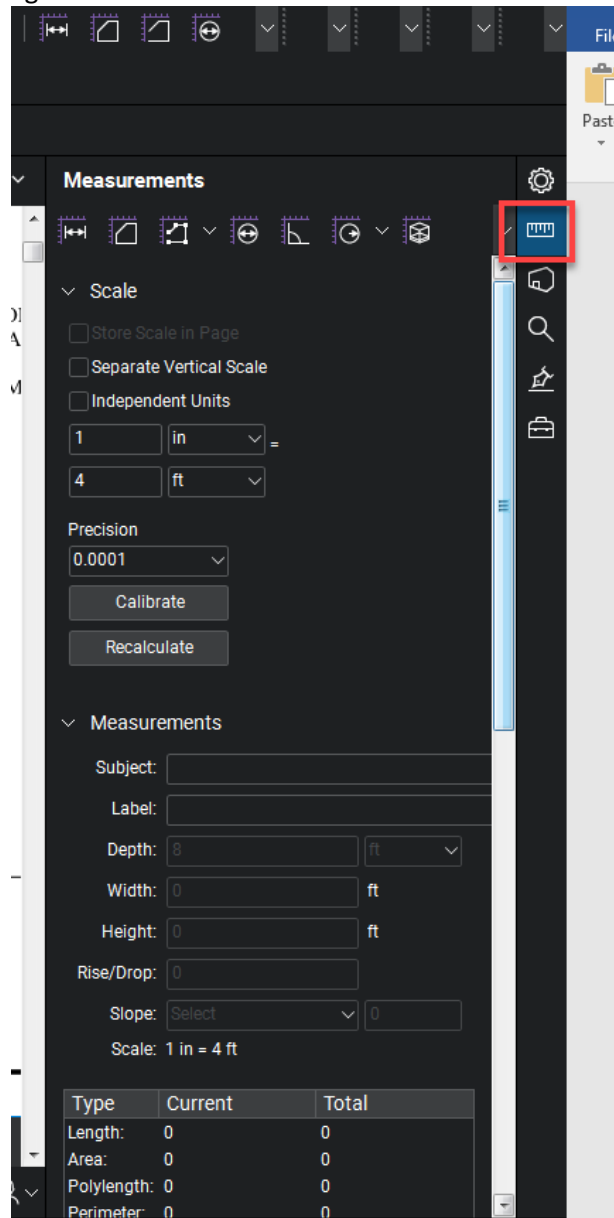 Fil
Past
Measurements
Scale
Store Scale in Page
Separate Vertical Scale
Independent Units
1 in =
4 ft
Precision
0.0001
Calibrate
Recalculate
Measurements
Subject:
Label:
Depth: 8 ft
Width: 0 ft
Height: 0 ft
Rise/Drop: 0
Slope: Select 0
Scale: 1 in = 4 ft
Type Current Total
Length: 0 0
Area: 0 0
Polylength: 0 0
Perimeter: 0 0